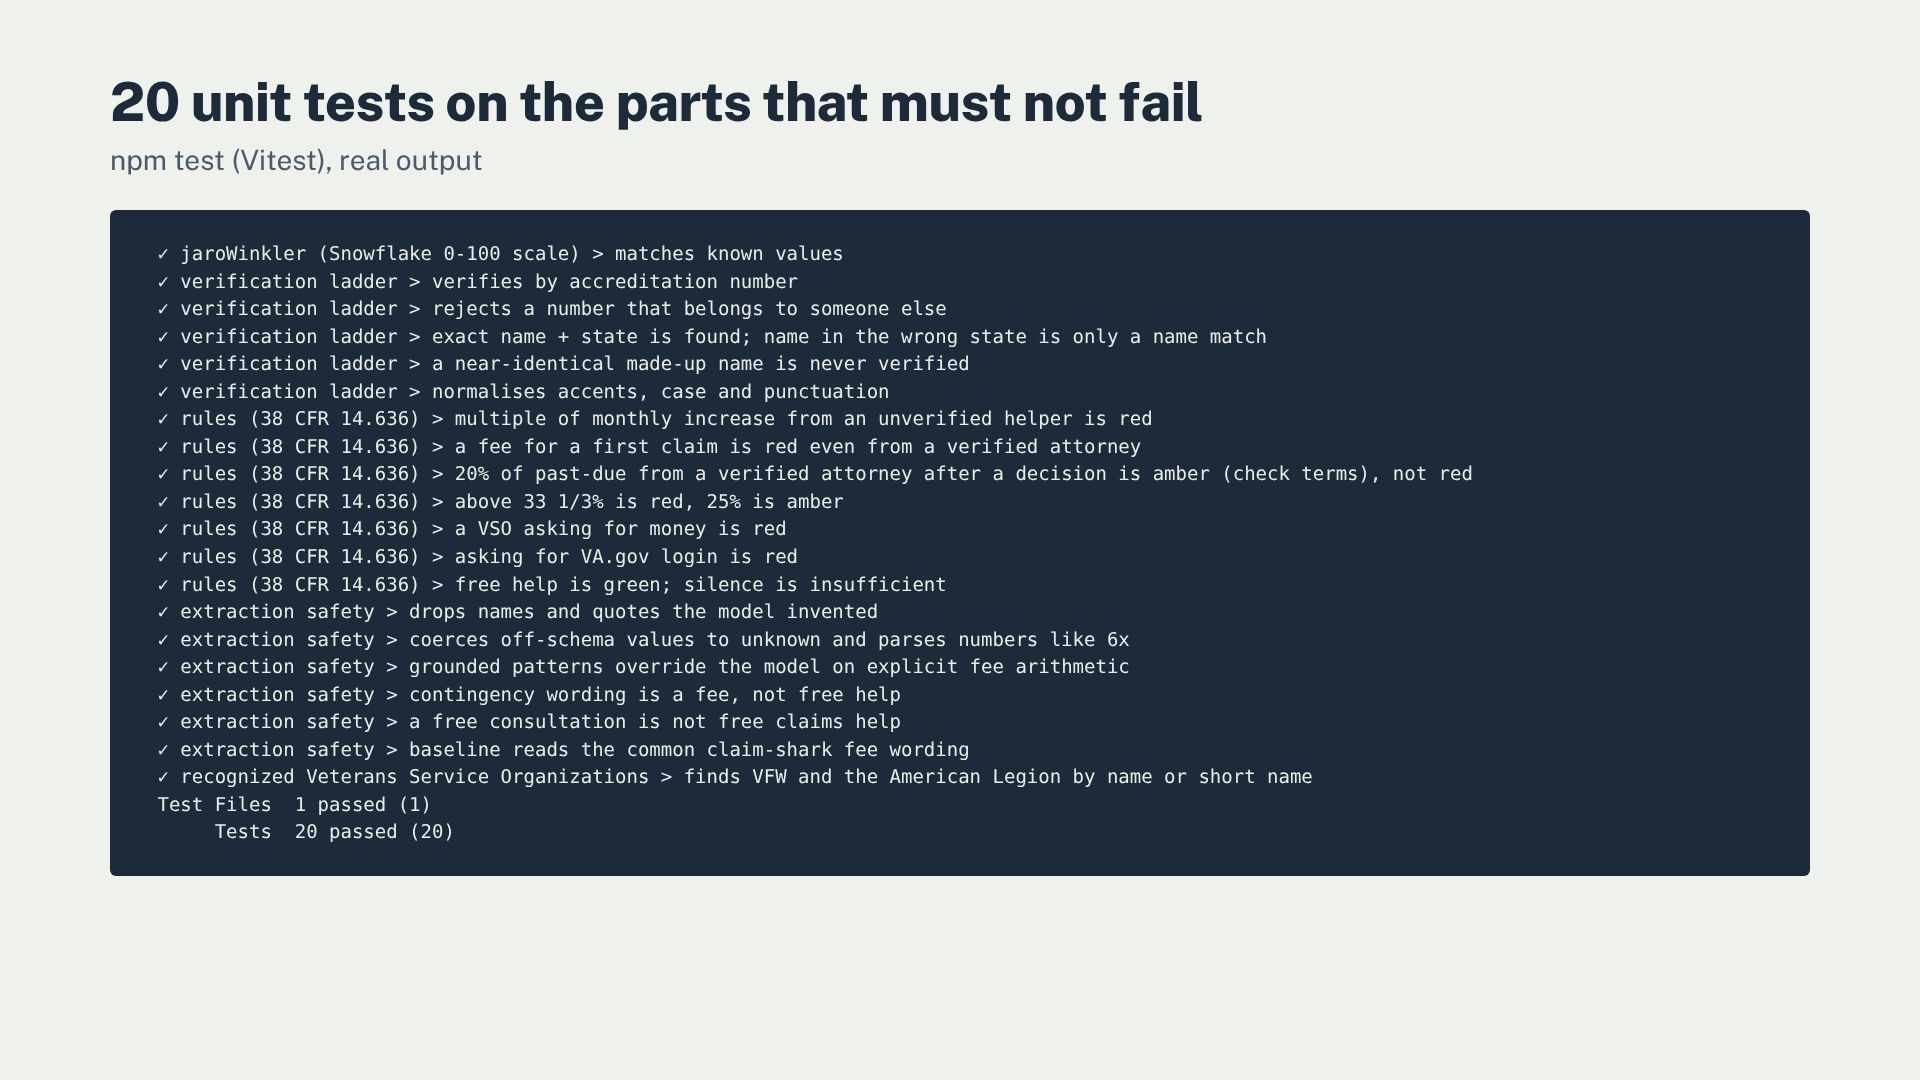 20 unit tests on the parts that must not fail
npm test (Vitest), real output
✓ jaroWinkler (Snowflake 0-100 scale) > matches known values
✓ verification ladder > verifies by accreditation number
✓ verification ladder > rejects a number that belongs to someone else
✓ verification ladder > exact name + state is found; name in the wrong state is only a name match
✓ verification ladder > a near-identical made-up name is never verified
✓ verification ladder > normalises accents, case and punctuation
✓ rules (38 CFR 14.636) > multiple of monthly increase from an unverified helper is red
✓ rules (38 CFR 14.636) > a fee for a first claim is red even from a verified attorney
✓ rules (38 CFR 14.636) > 20% of past-due from a verified attorney after a decision is amber (check terms), not red
✓ rules (38 CFR 14.636) > above 33 1/3% is red, 25% is amber
✓ rules (38 CFR 14.636) > a VSO asking for money is red
✓ rules (38 CFR 14.636) > asking for VA.gov login is red
✓ rules (38 CFR 14.636) > free help is green; silence is insufficient
✓ extraction safety > drops names and quotes the model invented
✓ extraction safety > coerces off-schema values to unknown and parses numbers like 6x
✓ extraction safety > grounded patterns override the model on explicit fee arithmetic
✓ extraction safety > contingency wording is a fee, not free help
✓ extraction safety > a free consultation is not free claims help
✓ extraction safety > baseline reads the common claim-shark fee wording
✓ recognized Veterans Service Organizations > finds VFW and the American Legion by name or short name
Test Files  1 passed (1)
Tests  20 passed (20)